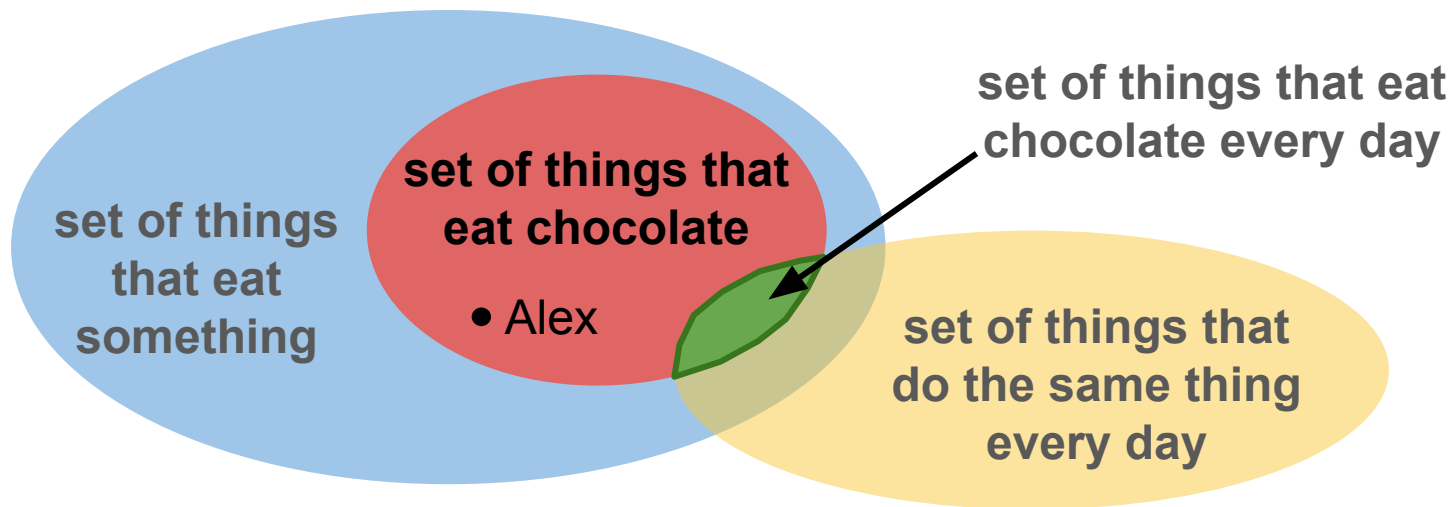 set of things that eat
chocolate every day
set of things that
eat chocolate
set of things
that eat
something
Alex
set of things that
do the same thing
every day